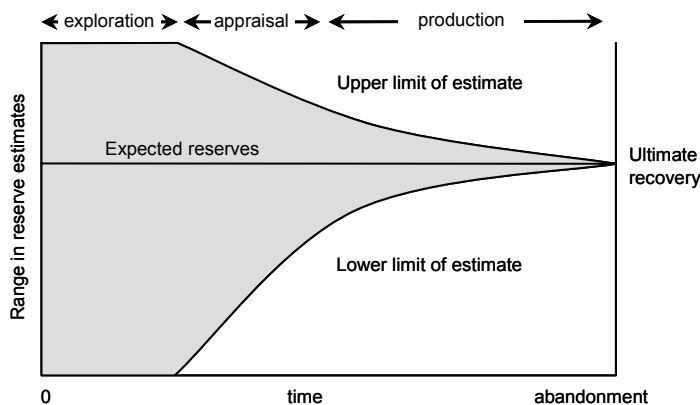 exploration appraisal production
Upper limit of estimate
Expected reserves
Ultimate
recovery
Range in reserve estimates
Lower limit of estimate
0 time abandonment